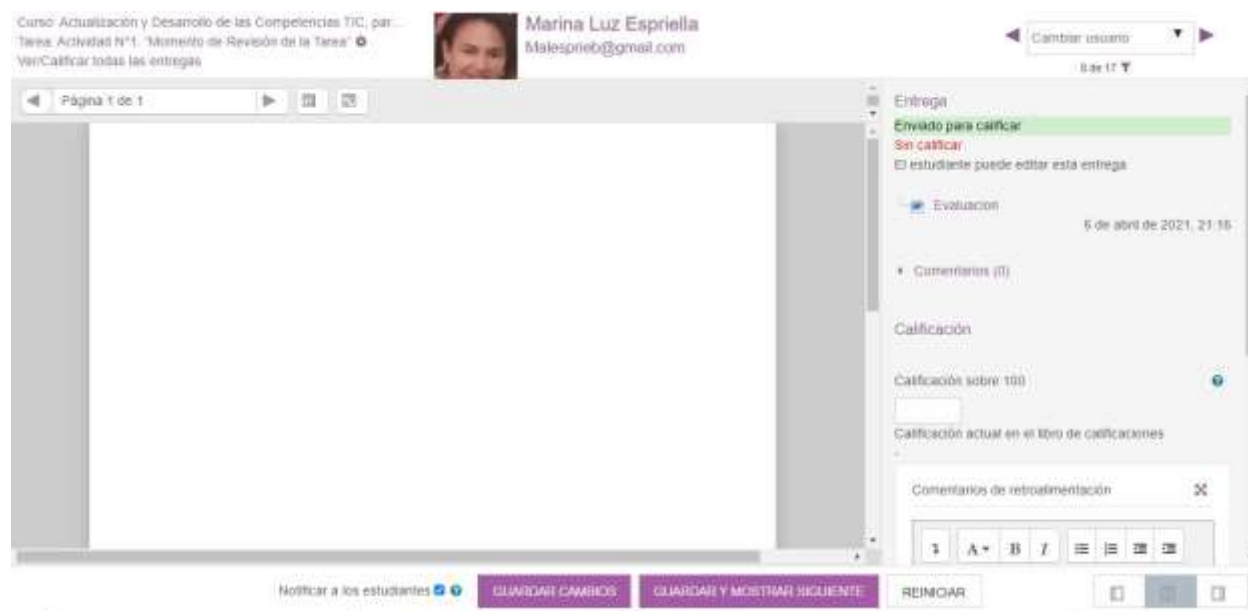 Curso: Actualización y Desarrollo de las Competencias TIC, par...
Tarea: Actividad N°1. "Momento de Revisión de la Tarea"
Ver/Calificar todas las entregas
Marina Luz Espriella
Malesprieb@gmail.com
Cambiar usuario
de 17
Página 1 de 1
Entrega
Enviado para calificar
Sin calificar
El estudiante puede editar esta entrega
Evaluacion
6 de abril de 2021, 21:16
Comentarios (0)
Calificación
Calificación sobre 100
Calificación actual en el libro de calificaciones
-
Comentarios de retroalimentación
A B I
Notificar a los estudiantes
GUARDAR CAMBIOS
GUARDAR Y MOSTRAR SIGUIENTE
REINICIAR